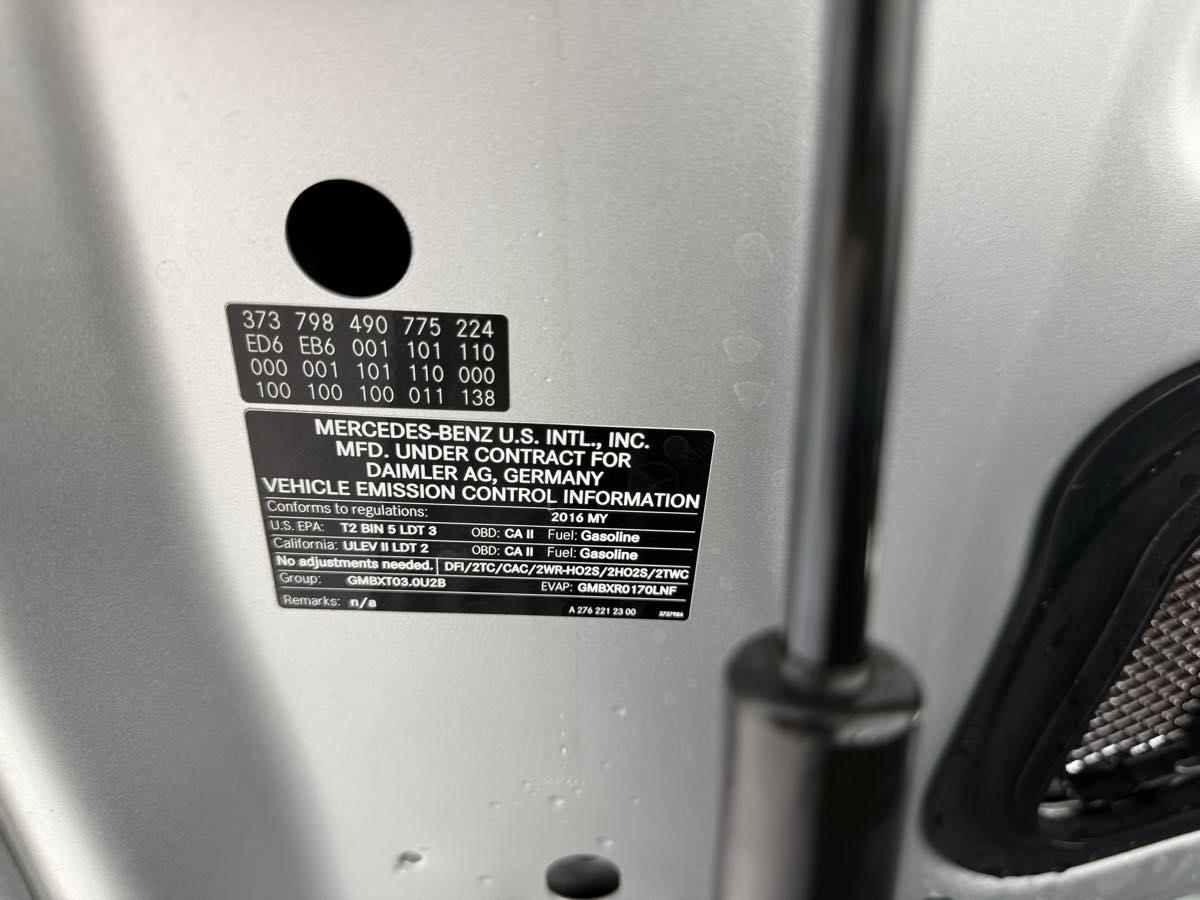 373 798 490 775 224
ED6 EB6 001 101 110
000 001 101 110 000
100 100 100 011 138
MERCEDES-BENZ U.S. INTL., INC.
MFD. UNDER CONTRACT FOR
DAIMLER AG, GERMANY
VEHICLE EMISSION CONTROL INFORMATION
Conforms to regulations: 2016 MY
U.S. EPA: T2 BIN 5 LDT 3 OBD: CA II Fuel: Gasoline
California: ULEV II LDT 2 OBD: CA II Fuel: Gasoline
No adjustments needed. DFI/2TC/CAC/2WR-HO2S/2HO2S/2TWC
Group: GMBXT03.0U2B EVAP: GMBXR0170LNF
Remarks: n/a A 276 221 23 00 3737984